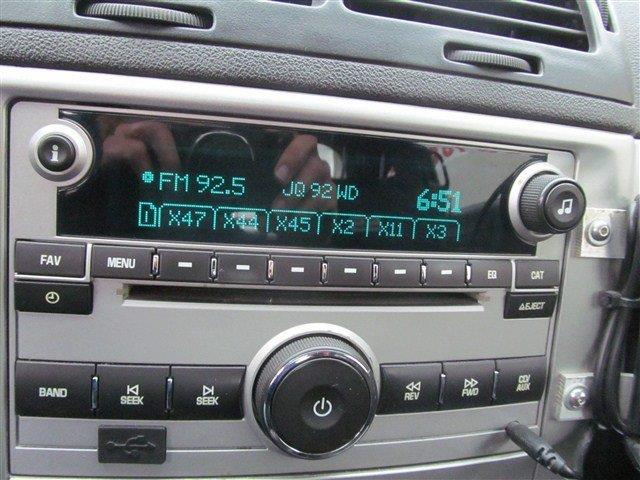 i
FM 92.5 JQ 92 WD 6:51
X47 X44 X45 X2 X11 X3
FAV MENU EQ CAT
EJECT
BAND SEEK SEEK REV FWD CD/AUX